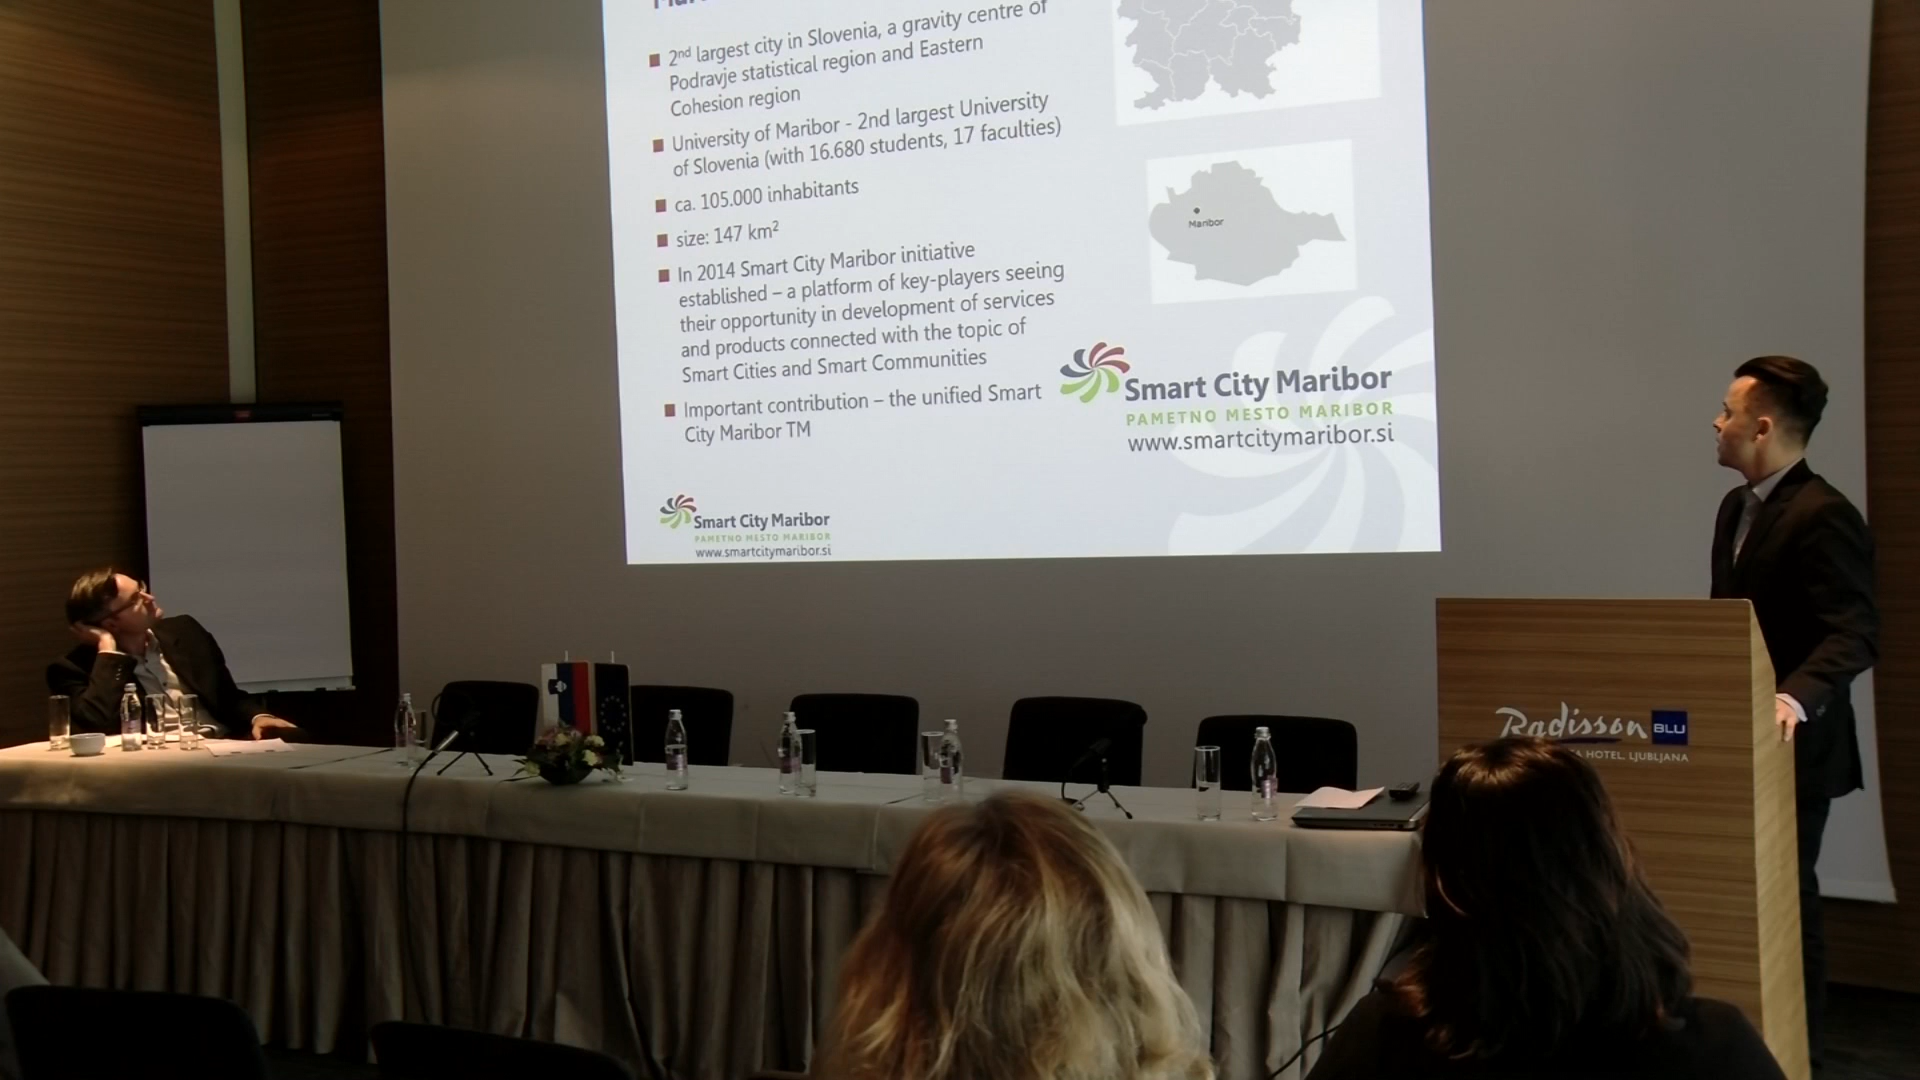 2nd largest city in Slovenia, a gravity centre of
Podravje statistical region and Eastern
Cohesion region
University of Maribor - 2nd largest University
of Slovenia (with 16.680 students, 17 faculties)
ca. 105.000 inhabitants
size: 147 km²
In 2014 Smart City Maribor initiative
established – a platform of key-players seeing
their opportunity in development of services
and products connected with the topic of
Smart Cities and Smart Communities
Important contribution – the unified Smart
City Maribor TM
Maribor
Smart City Maribor
PAMETNO MESTO MARIBOR
www.smartcitymaribor.si
Smart City Maribor
PAMETNO MESTO MARIBOR
www.smartcitymaribor.si
Radisson BLU
HOTEL, LJUBLJANA